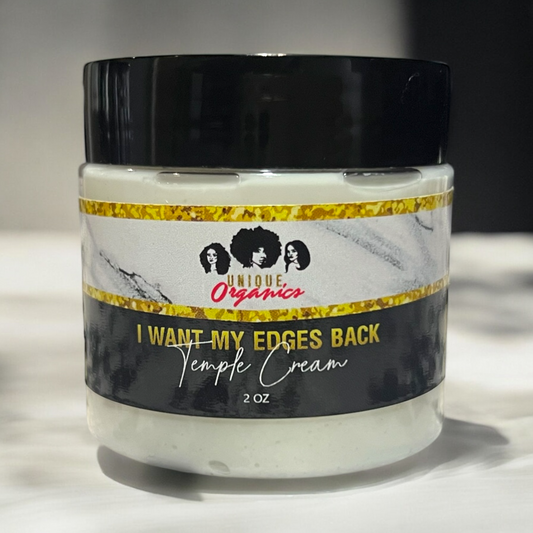 UNIQUE
Organics
I WANT MY EDGES BACK
Temple Cream
2 OZ